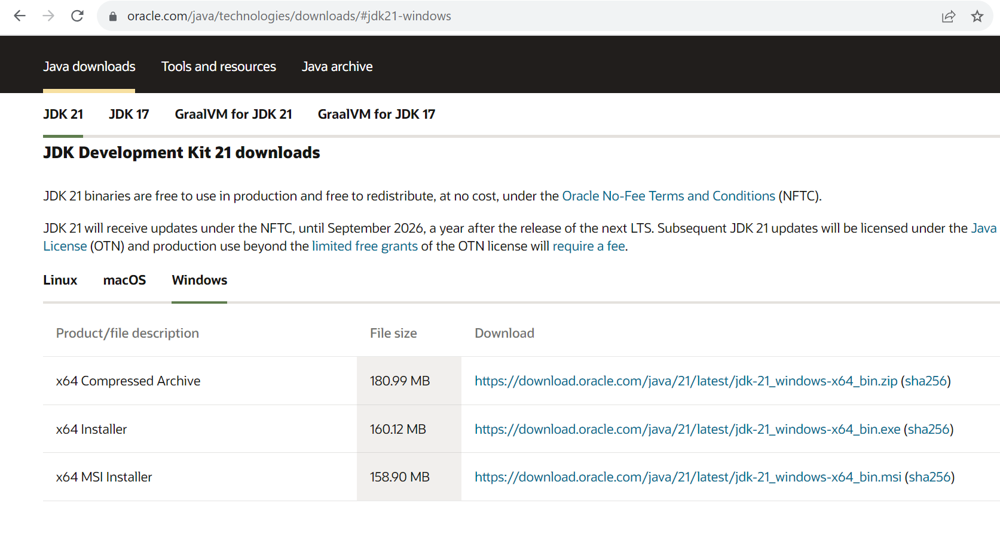 oracle.com/java/technologies/downloads/#jdk21-windows
Java downloads Tools and resources Java archive
JDK 21 JDK 17 GraalVM for JDK 21 GraalVM for JDK 17
JDK Development Kit 21 downloads
JDK 21 binaries are free to use in production and free to redistribute, at no cost, under the Oracle No-Fee Terms and Conditions (NFTC).
JDK 21 will receive updates under the NFTC, until September 2026, a year after the release of the next LTS. Subsequent JDK 21 updates will be licensed under the Java
License (OTN) and production use beyond the limited free grants of the OTN license will require a fee.
Linux macOS Windows
Product/file description File size Download
x64 Compressed Archive 180.99 MB https://download.oracle.com/java/21/latest/jdk-21_windows-x64_bin.zip (sha256)
x64 Installer 160.12 MB https://download.oracle.com/java/21/latest/jdk-21_windows-x64_bin.exe (sha256)
x64 MSI Installer 158.90 MB https://download.oracle.com/java/21/latest/jdk-21_windows-x64_bin.msi (sha256)